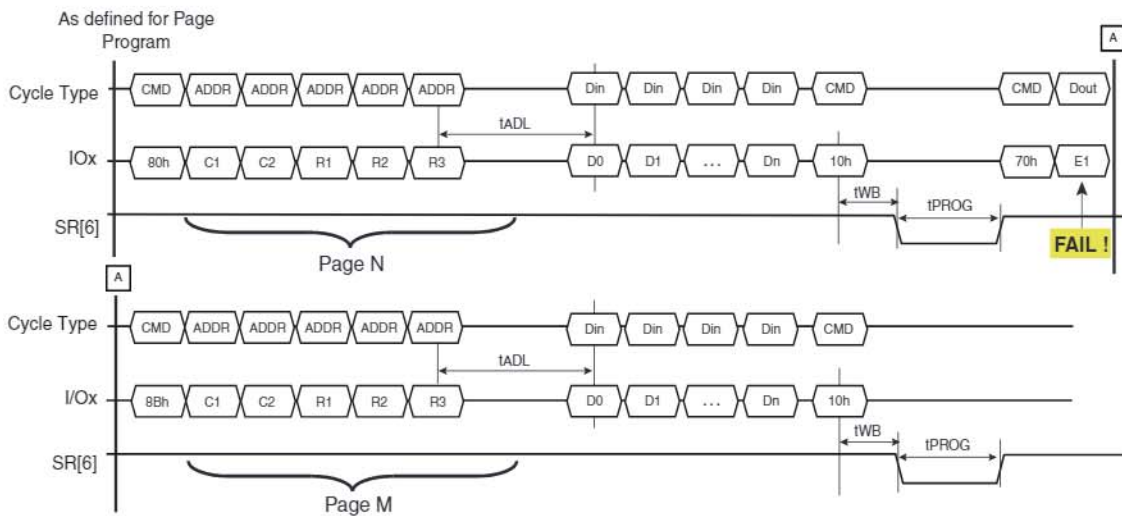 As defined for Page
Program
A
Cycle Type
CMD ADDR ADDR ADDR ADDR ADDR Din Din Din Din CMD CMD Dout
tADL
IOx
80h C1 C2 R1 R2 R3 D0 D1 ... Dn 10h 70h E1
tWB tPROG
SR[6]
FAIL !
Page N
A
Cycle Type
CMD ADDR ADDR ADDR ADDR ADDR Din Din Din Din CMD
tADL
I/Ox
8Bh C1 C2 R1 R2 R3 D0 D1 ... Dn 10h
tWB tPROG
SR[6]
Page M